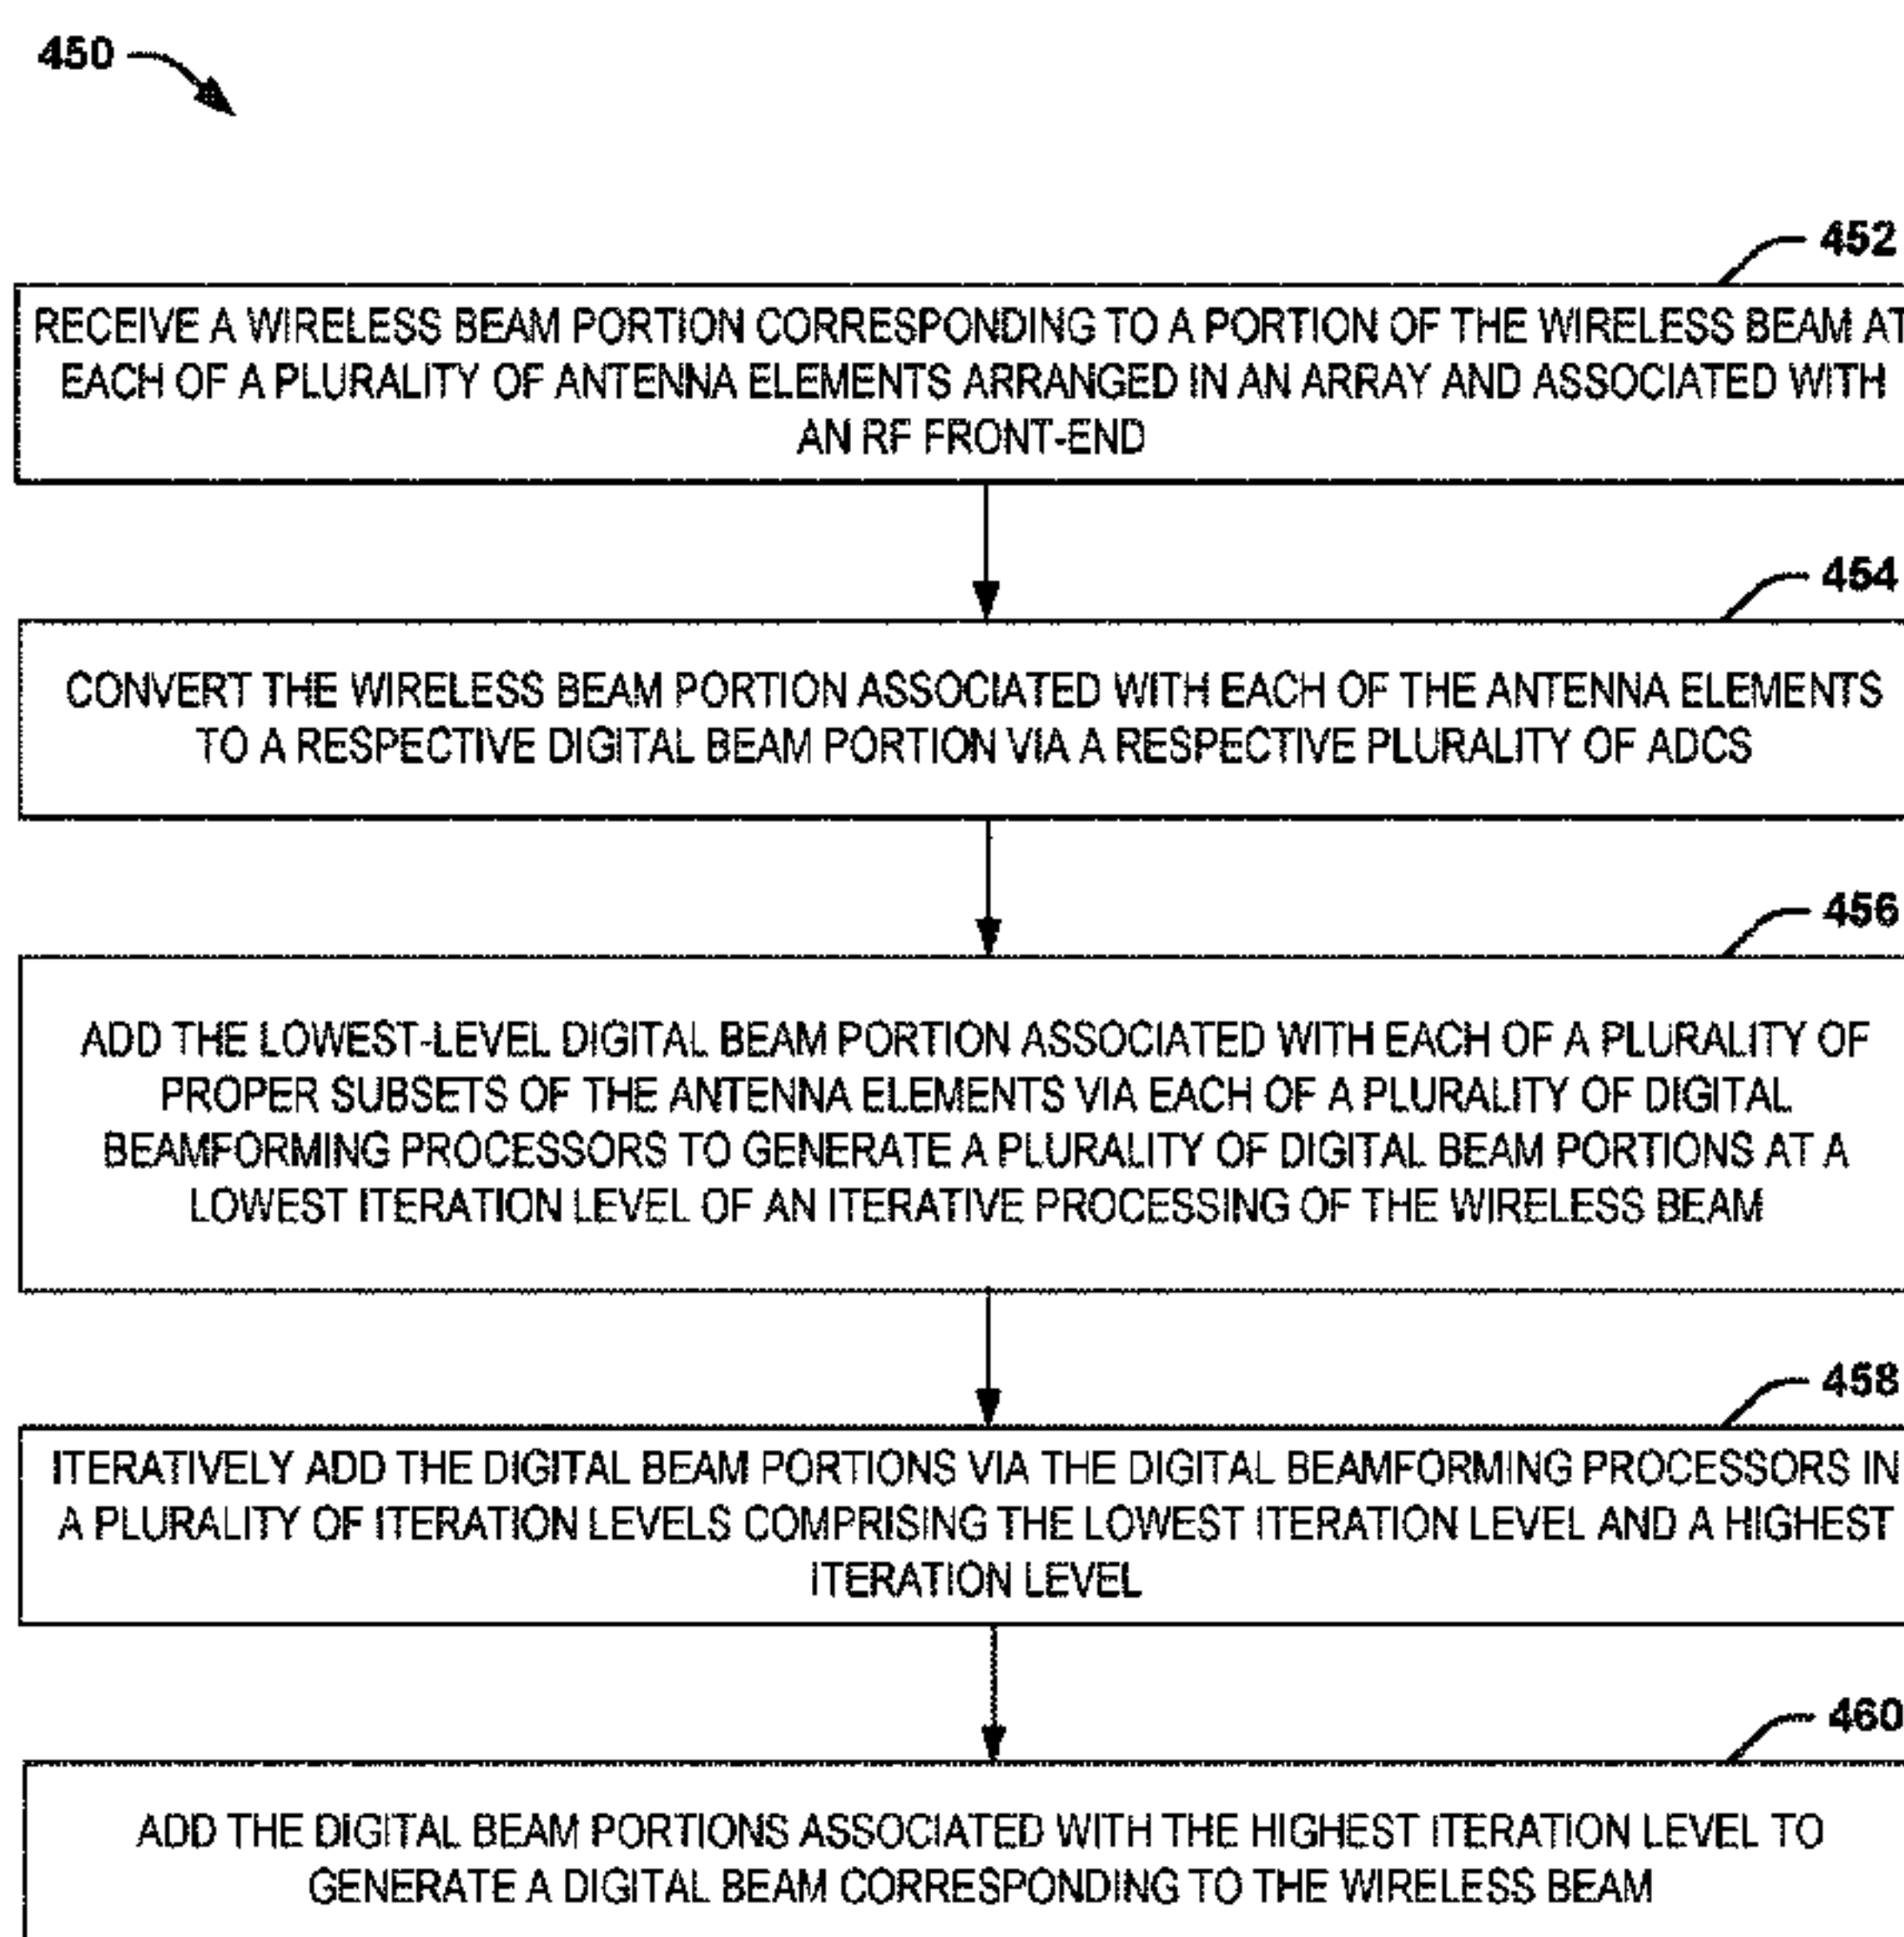 450
452
RECEIVE A WIRELESS BEAM PORTION CORRESPONDING TO A PORTION OF THE WIRELESS BEAM AT
EACH OF A PLURALITY OF ANTENNA ELEMENTS ARRANGED IN AN ARRAY AND ASSOCIATED WITH
AN RF FRONT-END
454
CONVERT THE WIRELESS BEAM PORTION ASSOCIATED WITH EACH OF THE ANTENNA ELEMENTS
TO A RESPECTIVE DIGITAL BEAM PORTION VIA A RESPECTIVE PLURALITY OF ADCS
456
ADD THE LOWEST-LEVEL DIGITAL BEAM PORTION ASSOCIATED WITH EACH OF A PLURALITY OF
PROPER SUBSETS OF THE ANTENNA ELEMENTS VIA EACH OF A PLURALITY OF DIGITAL
BEAMFORMING PROCESSORS TO GENERATE A PLURALITY OF DIGITAL BEAM PORTIONS AT A
LOWEST ITERATION LEVEL OF AN ITERATIVE PROCESSING OF THE WIRELESS BEAM
458
ITERATIVELY ADD THE DIGITAL BEAM PORTIONS VIA THE DIGITAL BEAMFORMING PROCESSORS IN
A PLURALITY OF ITERATION LEVELS COMPRISING THE LOWEST ITERATION LEVEL AND A HIGHEST
ITERATION LEVEL
460
ADD THE DIGITAL BEAM PORTIONS ASSOCIATED WITH THE HIGHEST ITERATION LEVEL TO
GENERATE A DIGITAL BEAM CORRESPONDING TO THE WIRELESS BEAM